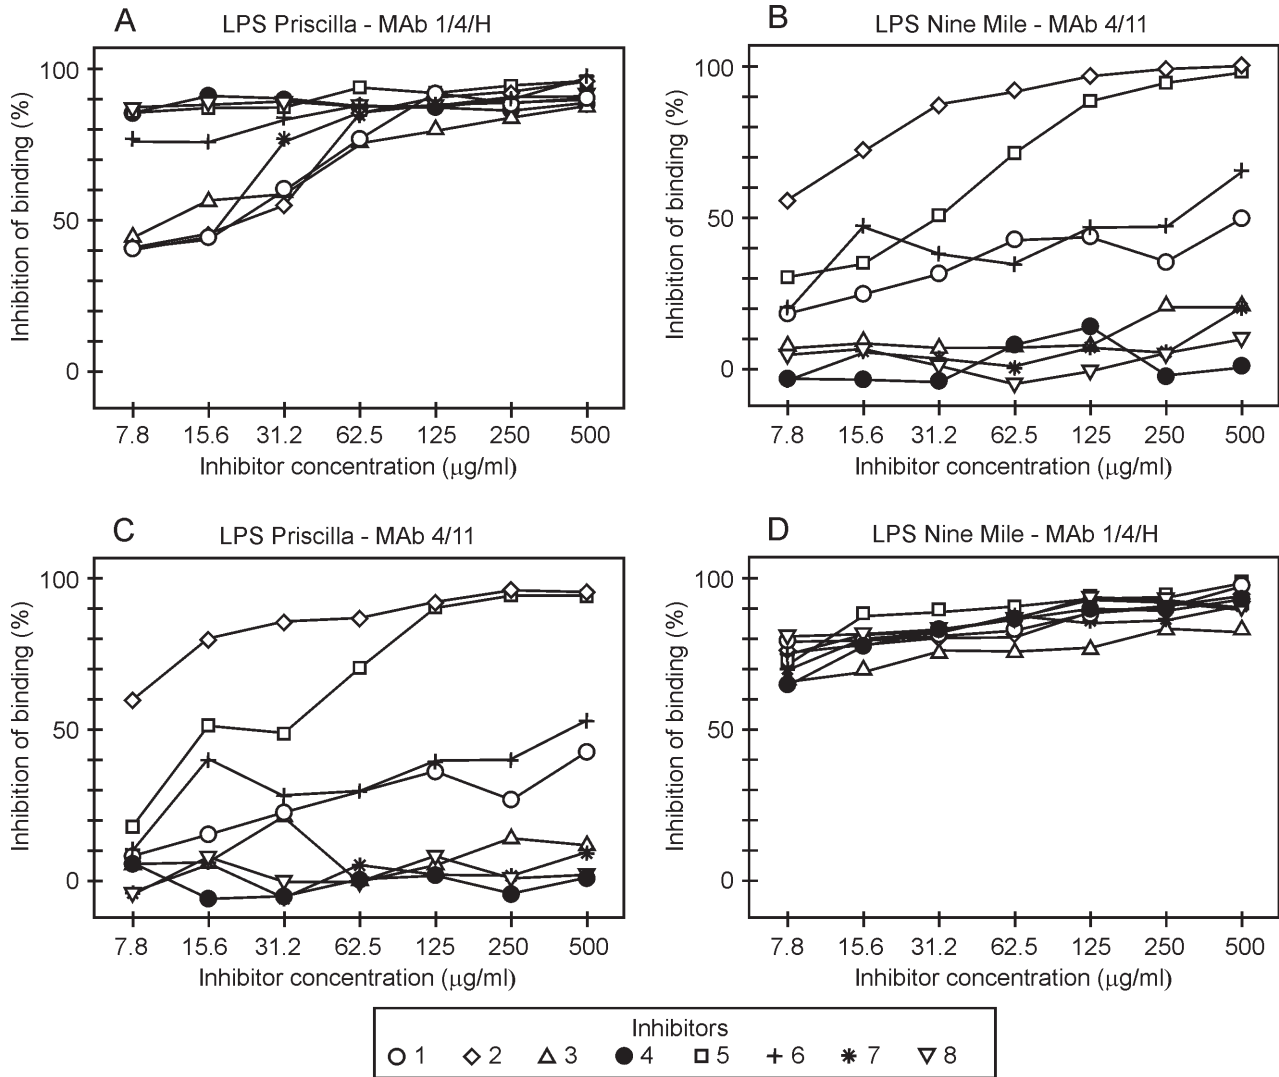 A
LPS Priscilla - MAb 1/4/H
Inhibition of binding (%)
100
50
0
7.8 15.6 31.2 62.5 125 250 500
Inhibitor concentration (μg/ml)
B
LPS Nine Mile - MAb 4/11
Inhibition of binding (%)
100
50
0
7.8 15.6 31.2 62.5 125 250 500
Inhibitor concentration (μg/ml)
C
LPS Priscilla - MAb 4/11
Inhibition of binding (%)
100
50
0
7.8 15.6 31.2 62.5 125 250 500
Inhibitor concentration (μg/ml)
D
LPS Nine Mile - MAb 1/4/H
Inhibition of binding (%)
100
50
0
7.8 15.6 31.2 62.5 125 250 500
Inhibitor concentration (μg/ml)
Inhibitors
1 2 3 4 5 6 7 8